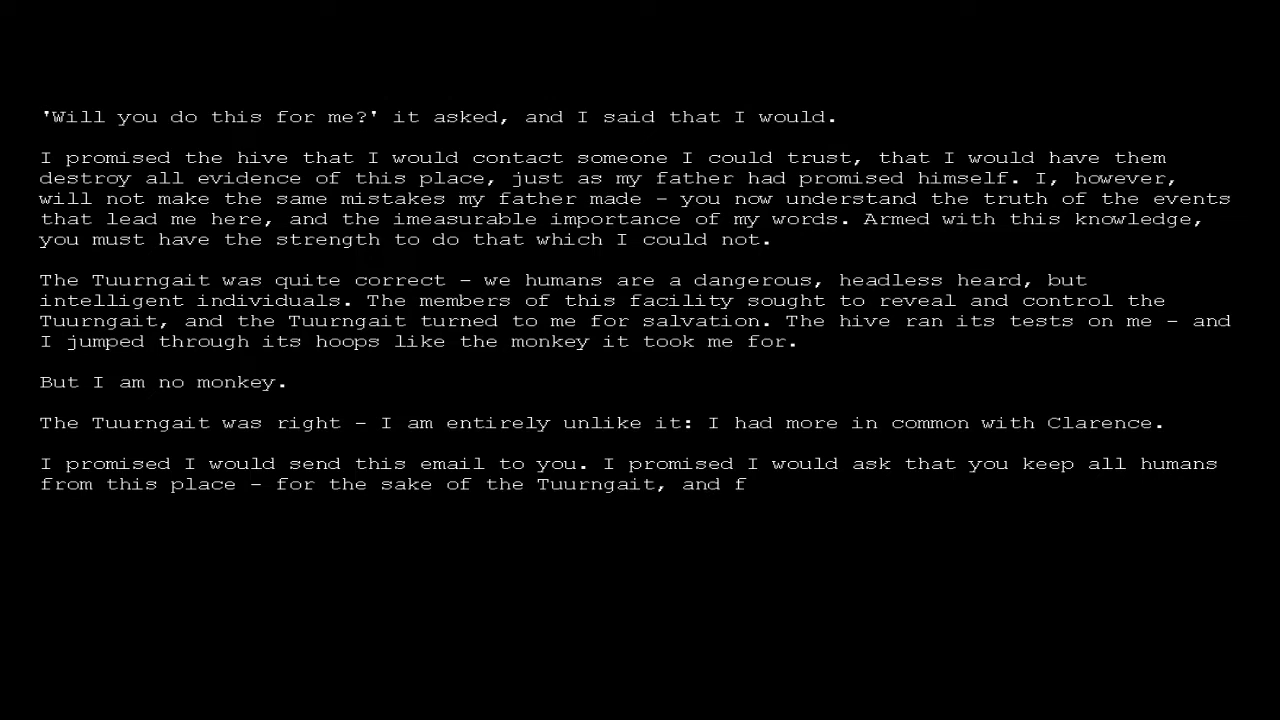 'Will you do this for me?' it asked, and I said that I would.
I promised the hive that I would contact someone I could trust, that I would have them
destroy all evidence of this place, just as my father had promised himself. I, however,
will not make the same mistakes my father made - you now understand the truth of the events
that lead me here, and the imeasurable importance of my words. Armed with this knowledge,
you must have the strength to do that which I could not.
The Tuurngait was quite correct - we humans are a dangerous, headless heard, but
intelligent individuals. The members of this facility sought to reveal and control the
Tuurngait, and the Tuurngait turned to me for salvation. The hive ran its tests on me - and
I jumped through its hoops like the monkey it took me for.
But I am no monkey.
The Tuurngait was right - I am entirely unlike it: I had more in common with Clarence.
I promised I would send this email to you. I promised I would ask that you keep all humans
from this place - for the sake of the Tuurngait, and f